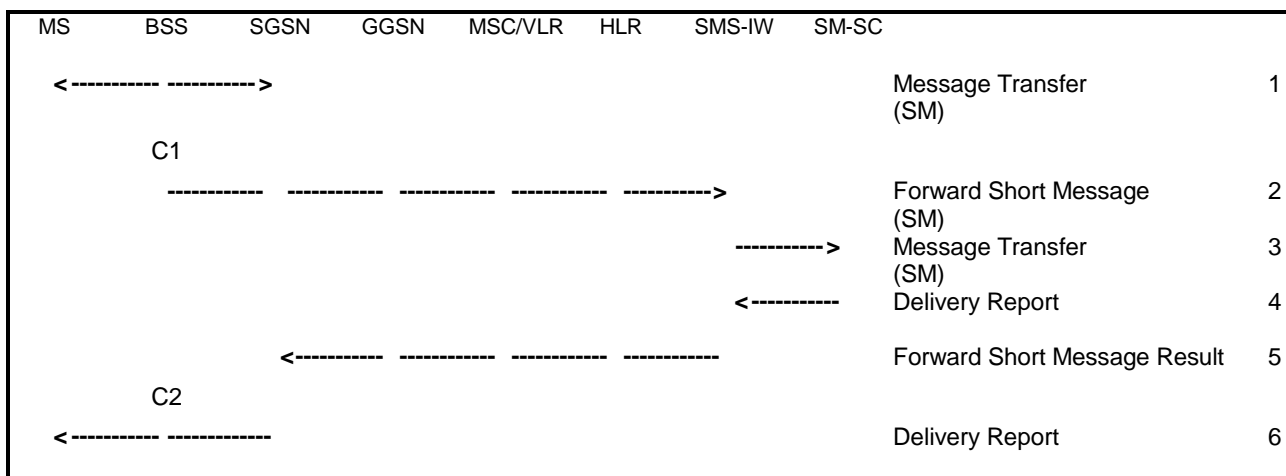 MS BSS SGSN GGSN MSC/VLR HLR SMS-IW SM-SC
<----------- -----------> Message Transfer 1
(SM)
C1
------------ ------------ ------------ ------------ -----------> Forward Short Message 2
(SM)
-----------> Message Transfer 3
(SM)
<----------- Delivery Report 4
<----------- ------------ ------------ ------------ Forward Short Message Result 5
C2
<----------- ------------- Delivery Report 6